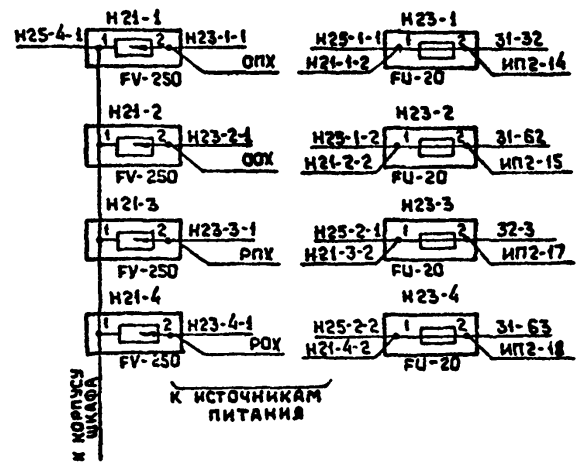 Н21-1
Н25-4-1
1
2
Н23-1-1
FV-250
ОПХ
Н21-2
1
2
Н23-2-1
FV-250
ООХ
Н21-3
1
2
Н23-3-1
FV-250
РПХ
Н21-4
1
2
Н23-4-1
FV-250
РОХ
К КОРПУСУ
ШКАФА
К ИСТОЧНИКАМ
ПИТАНИЯ
Н23-1
Н25-1-1
1
2
31-32
Н21-1-2
FU-20
ИП2-14
Н23-2
Н25-1-2
1
2
31-62
Н21-2-2
FU-20
ИП2-15
Н23-3
Н25-2-1
1
2
32-3
Н21-3-2
FU-20
ИП2-17
Н23-4
Н25-2-2
1
2
31-63
Н21-4-2
FU-20
ИП2-18